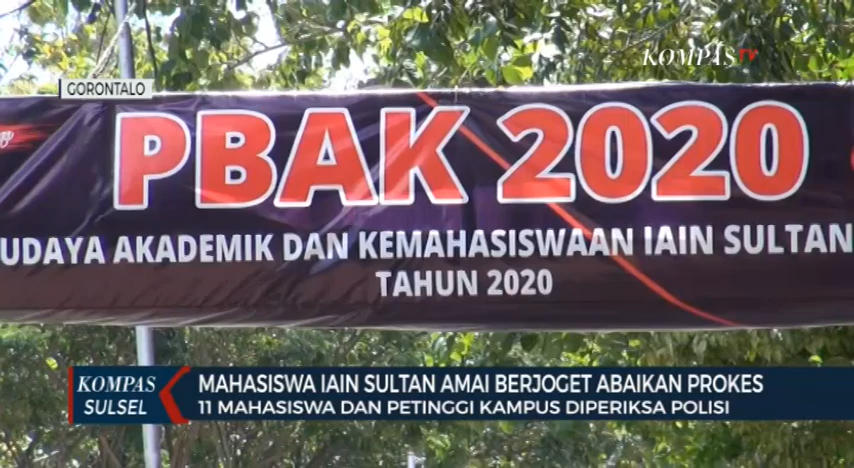 KOMPAS TV
GORONTALO
PBAK 2020
UDAYA AKADEMIK DAN KEMAHASISWAAN IAIN SULTAN
TAHUN 2020
KOMPAS
SULSEL
MAHASISWA IAIN SULTAN AMAI BERJOGET ABAIKAN PROKES
11 MAHASISWA DAN PETINGGI KAMPUS DIPERIKSA POLISI